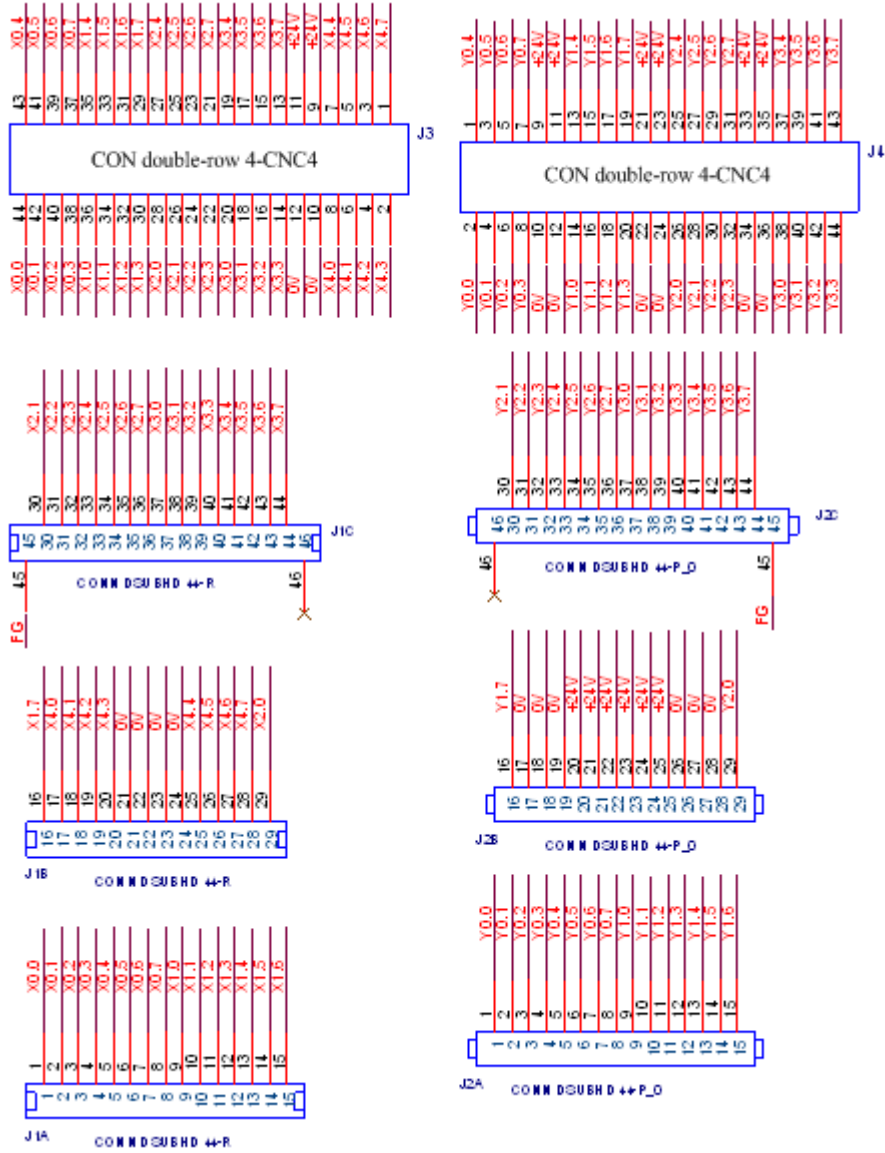 X0.4 X0.5 X0.6 X0.7 X1.4 X1.5 X1.6 X1.7 X2.4 X2.5 X2.6 X2.7 X3.4 X3.5 X3.6 X3.7 +24V +24V X4.4 X4.5 X4.6 X4.7
43 41 39 37 35 33 31 29 27 25 23 21 19 17 15 13 11 9 7 5 3 1
J3
CON double-row 4-CNC4
44 42 40 38 36 34 32 30 28 26 24 22 20 18 16 14 12 10 8 6 4 2
X0.0 X0.1 X0.2 X0.3 X1.0 X1.1 X1.2 X1.3 X2.0 X2.1 X2.2 X2.3 X3.0 X3.1 X3.2 X3.3 0V 0V X4.0 X4.1 X4.2 X4.3
Y0.4 Y0.5 Y0.6 Y0.7 +24V +24V Y1.4 Y1.5 Y1.6 Y1.7 +24V +24V Y2.4 Y2.5 Y2.6 Y2.7 +24V +24V Y3.4 Y3.5 Y3.6 Y3.7
1 3 5 7 9 11 13 15 17 19 21 23 25 27 29 31 33 35 37 39 41 43
J4
CON double-row 4-CNC4
2 4 6 8 10 12 14 16 18 20 22 24 26 28 30 32 34 36 38 40 42 44
Y0.0 Y0.1 Y0.2 Y0.3 0V 0V Y1.0 Y1.1 Y1.2 Y1.3 0V 0V Y2.0 Y2.1 Y2.2 Y2.3 0V 0V Y3.0 Y3.1 Y3.2 Y3.3
X2.1 X2.2 X2.3 X2.4 X2.5 X2.6 X2.7 X3.0 X3.1 X3.2 X3.3 X3.4 X3.5 X3.6 X3.7
30 31 32 33 34 35 36 37 38 39 40 41 42 43 44
J1C
45 30 31 32 33 34 35 36 37 38 39 40 41 42 43 44 46
CONNDSUBHD 44-R
45 46
FG
Y2.1 Y2.2 Y2.3 Y2.4 Y2.5 Y2.6 Y2.7 Y3.0 Y3.1 Y3.2 Y3.3 Y3.4 Y3.5 Y3.6 Y3.7
30 31 32 33 34 35 36 37 38 39 40 41 42 43 44
J2C
46 30 31 32 33 34 35 36 37 38 39 40 41 42 43 44 45
CONNDSUBHD 44-P_O
46 45
FG
X1.7 X4.0 X4.1 X4.2 X4.3 0V 0V 0V 0V X4.4 X4.5 X4.6 X4.7 X2.0
16 17 18 19 20 21 22 23 24 25 26 27 28 29
16 17 18 19 20 21 22 23 24 25 26 27 28 29
J1B
CONNDSUBHD 44-R
Y1.7 0V 0V 0V +24V +24V +24V +24V +24V +24V 0V 0V 0V Y2.0
16 17 18 19 20 21 22 23 24 25 26 27 28 29
16 17 18 19 20 21 22 23 24 25 26 27 28 29
J2B
CONNDSUBHD 44-P_O
X0.0 X0.1 X0.2 X0.3 X0.4 X0.5 X0.6 X0.7 X1.0 X1.1 X1.2 X1.3 X1.4 X1.5 X1.6
1 2 3 4 5 6 7 8 9 10 11 12 13 14 15
1 2 3 4 5 6 7 8 9 10 11 12 13 14 15
J1A
CONNDSUBHD 44-R
Y0.0 Y0.1 Y0.2 Y0.3 Y0.4 Y0.5 Y0.6 Y0.7 Y1.0 Y1.1 Y1.2 Y1.3 Y1.4 Y1.5 Y1.6
1 2 3 4 5 6 7 8 9 10 11 12 13 14 15
1 2 3 4 5 6 7 8 9 10 11 12 13 14 15
J2A
CONNDSUBHD 44-P_O